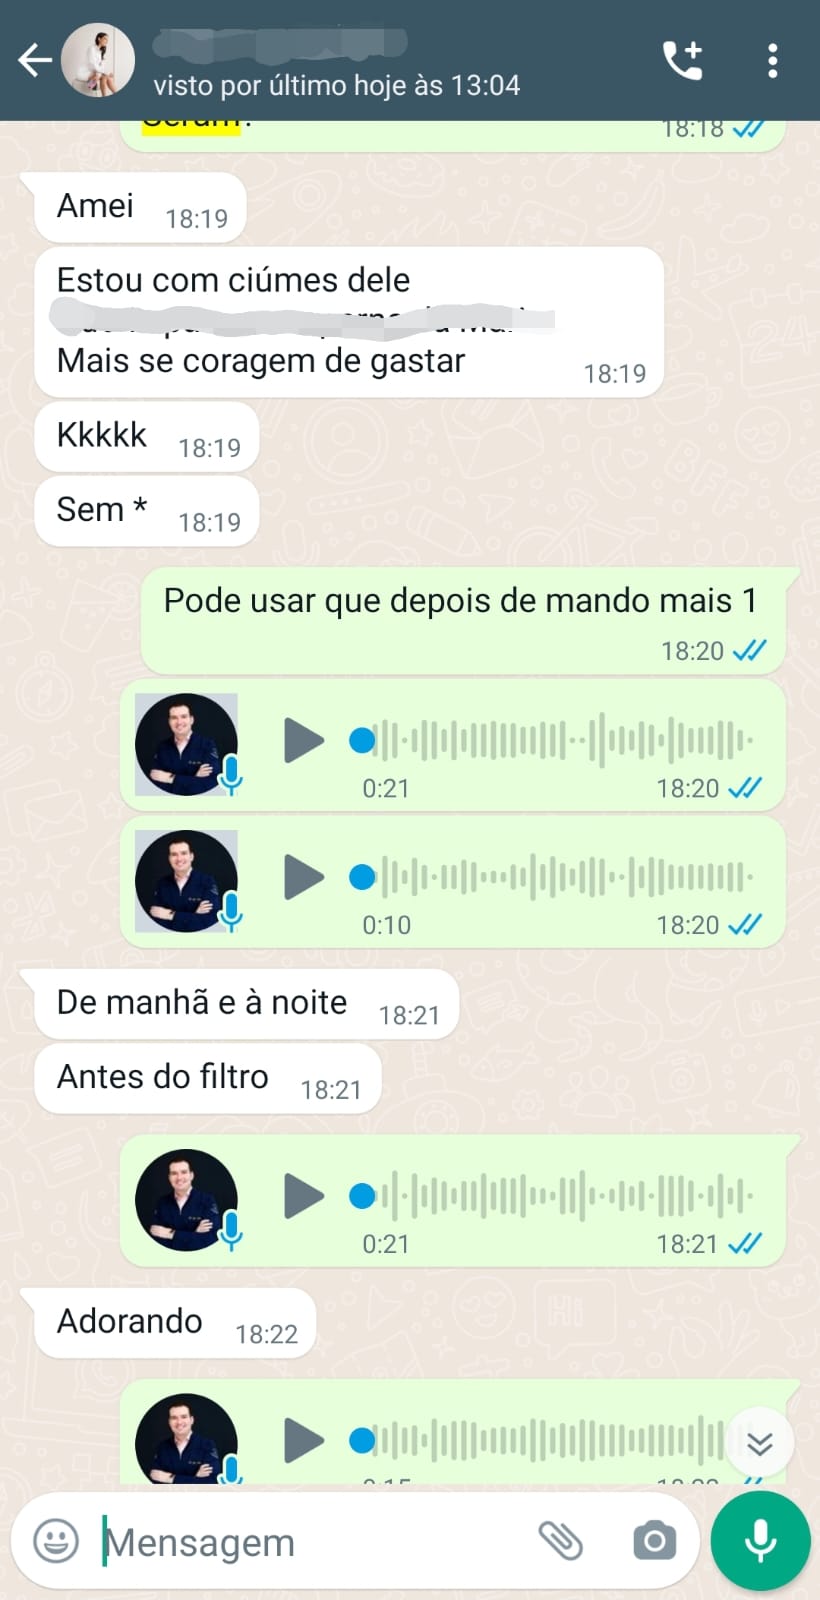 visto por último hoje às 13:04
18:18
Amei 18:19
Estou com ciúmes dele
Mais se coragem de gastar 18:19
Kkkkk 18:19
Sem * 18:19
Pode usar que depois de mando mais 1
18:20
0:21 18:20
0:10 18:20
De manhã e à noite 18:21
Antes do filtro 18:21
0:21 18:21
Adorando 18:22
Mensagem